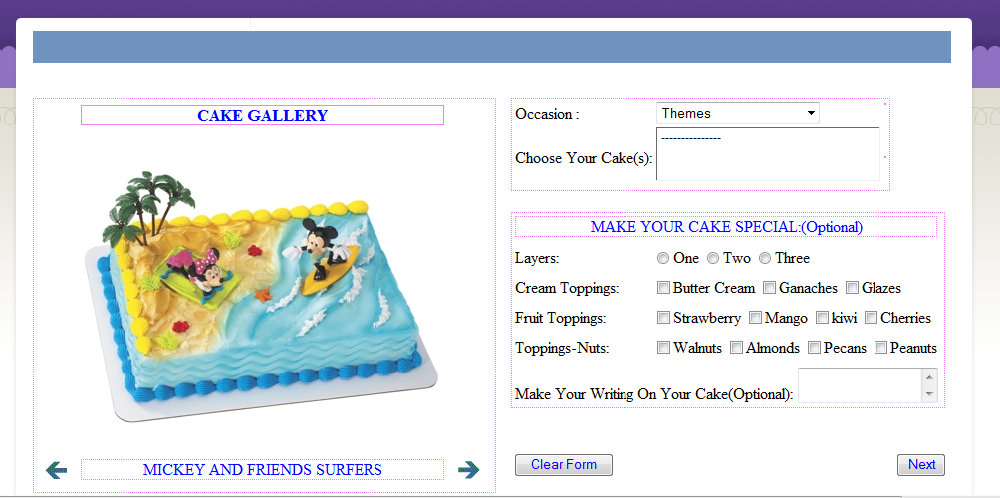 CAKE GALLERY
MICKEY AND FRIENDS SURFERS
Occasion : Themes
Choose Your Cake(s): ---------------
MAKE YOUR CAKE SPECIAL:(Optional)
Layers: One Two Three
Cream Toppings: Butter Cream Ganaches Glazes
Fruit Toppings: Strawberry Mango kiwi Cherries
Toppings-Nuts: Walnuts Almonds Pecans Peanuts
Make Your Writing On Your Cake(Optional):
Clear Form Next